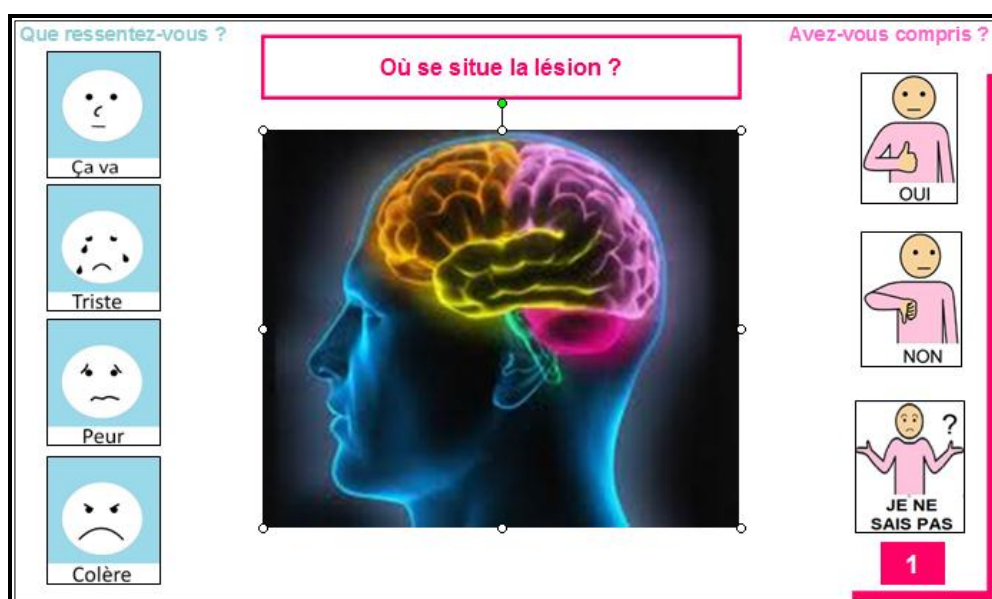 Que ressentez-vous ?
Avez-vous compris ?
Où se situe la lésion ?
Ça va
Triste
Peur
Colère
OUI
NON
?
JE NE
SAIS PAS
1